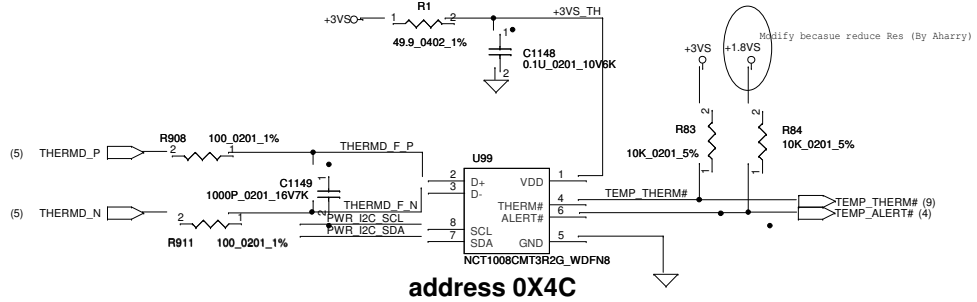 R1
+3VS
1
2
+3VS_TH
49.9_0402_1%
1
C1148
0.1U_0201_10V6K
2
Modify becasue reduce Res (By Aharry)
+3VS
+1.8VS
2
2
R83
R84
10K_0201_5%
10K_0201_5%
1
1
R908
100_0201_1%
(5)
THERMD_P
2
1
THERMD_F_P
U99
1
C1149
1000P_0201_16V7K
2
2
D+
VDD
1
3
D-
THERM#
4
TEMP_THERM#
TEMP_THERM# (9)
ALERT#
6
TEMP_ALERT# (4)
(5)
THERMD_N
2
1
THERMD_F_N
PWR_I2C_SCL
8
SCL
PWR_I2C_SDA
7
SDA
GND
5
R911
100_0201_1%
NCT1008CMT3R2G_WDFN8
address 0X4C